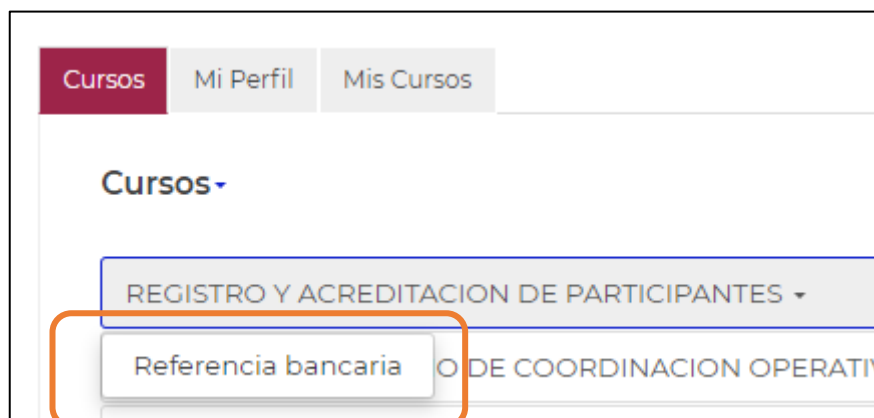 Cursos Mi Perfil Mis Cursos
Cursos
REGISTRO Y ACREDITACION DE PARTICIPANTES
Referencia bancaria DE COORDINACION